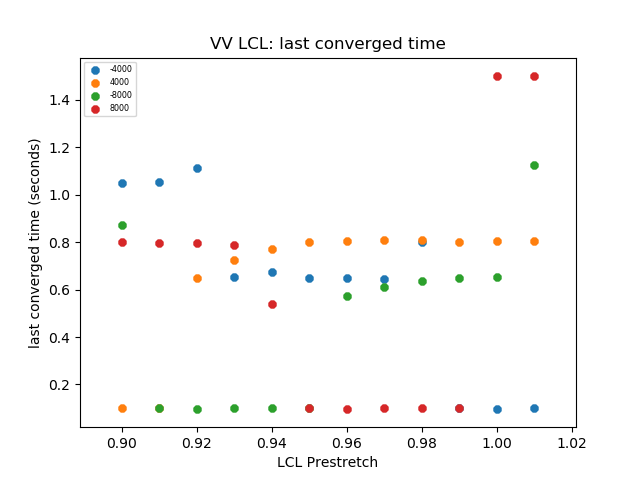 VV LCL: last converged time
-4000
4000
-8000
8000
last converged time (seconds)
1.4
1.2
1.0
0.8
0.6
0.4
0.2
0.90 0.92 0.94 0.96 0.98 1.00 1.02
LCL Prestretch